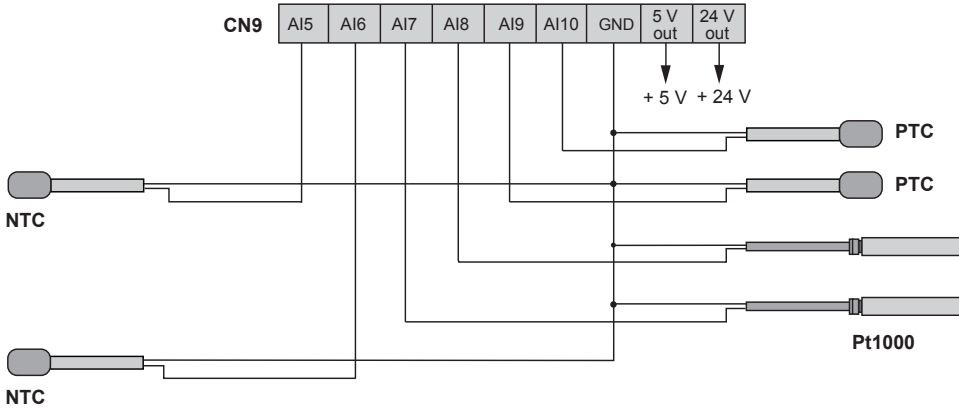 CN9 AI5 AI6 AI7 AI8 AI9 AI10 GND 5 V out 24 V out
+ 5 V + 24 V
PTC
PTC
NTC
Pt1000
NTC